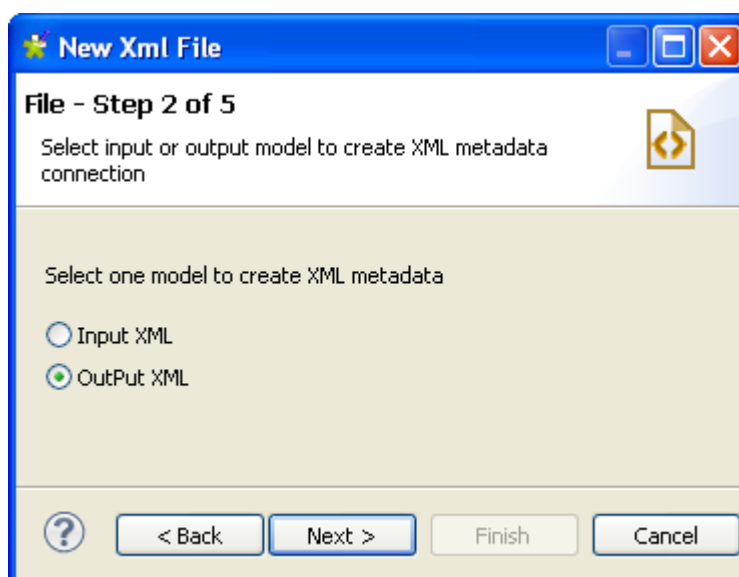 New Xml File
File - Step 2 of 5
Select input or output model to create XML metadata
connection
Select one model to create XML metadata
Input XML
OutPut XML
? < Back Next > Finish Cancel